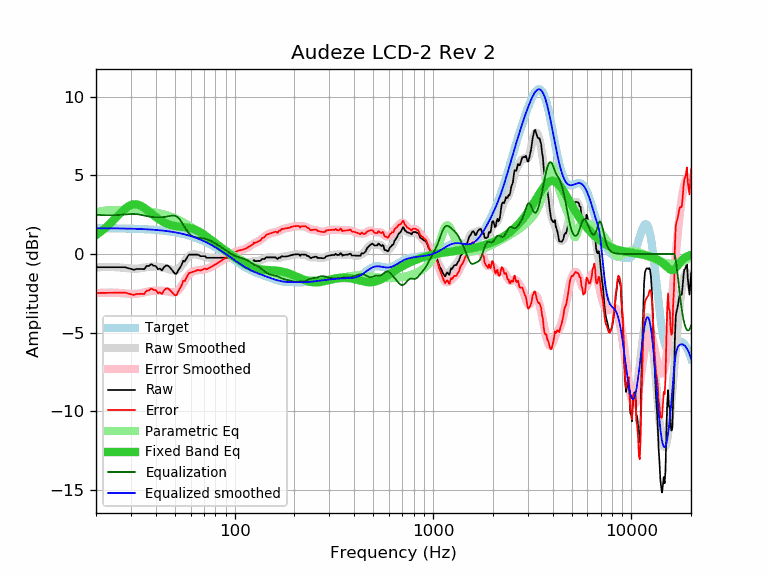 Audeze LCD-2 Rev 2
Amplitude (dBr)
10
5
0
−5
−10
−15
Target
Raw Smoothed
Error Smoothed
Raw
Error
Parametric Eq
Fixed Band Eq
Equalization
Equalized smoothed
100
1000
10000
Frequency (Hz)